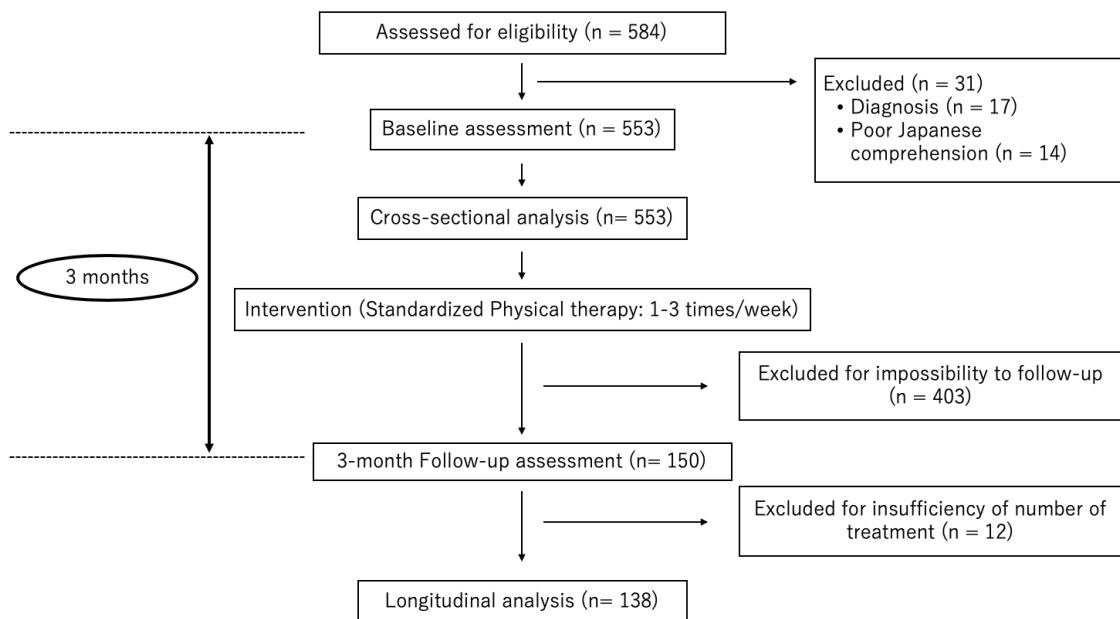 Assessed for eligibility (n = 584)
Excluded (n = 31)
• Diagnosis (n = 17)
• Poor Japanese
comprehension (n = 14)
Baseline assessment (n = 553)
Cross-sectional analysis (n= 553)
3 months
Intervention (Standardized Physical therapy: 1-3 times/week)
Excluded for impossibility to follow-up
(n = 403)
3-month Follow-up assessment (n= 150)
Excluded for insufficiency of number of
treatment (n = 12)
Longitudinal analysis (n= 138)